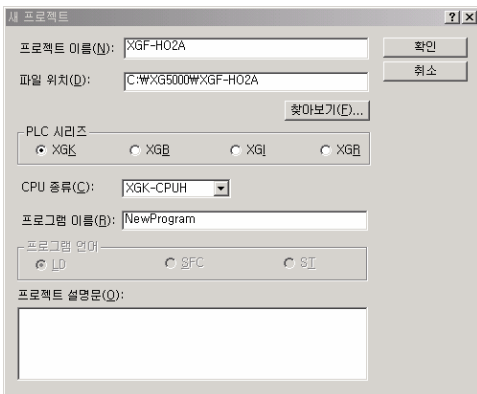 새 프로젝트
프로젝트 이름(N): XGF-HO2A 확인
파일 위치(D): C:₩XG5000₩XGF-HO2A 취소
찾아보기(F)...
PLC 시리즈
XGK XGB XGI XGR
CPU 종류(C): XGK-CPUH
프로그램 이름(R): NewProgram
프로그램 언어
LD SFC ST
프로젝트 설명문(O):